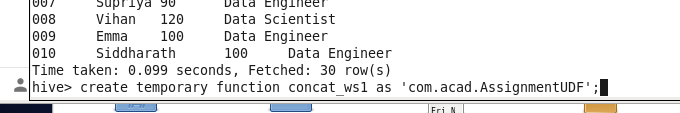 007 Supriya 90 Data Engineer
008 Vihan 120 Data Scientist
009 Emma 100 Data Engineer
010 Siddharath 100 Data Engineer
Time taken: 0.099 seconds, Fetched: 30 row(s)
hive> create temporary function concat_ws1 as 'com.acad.AssignmentUDF';
Fri N